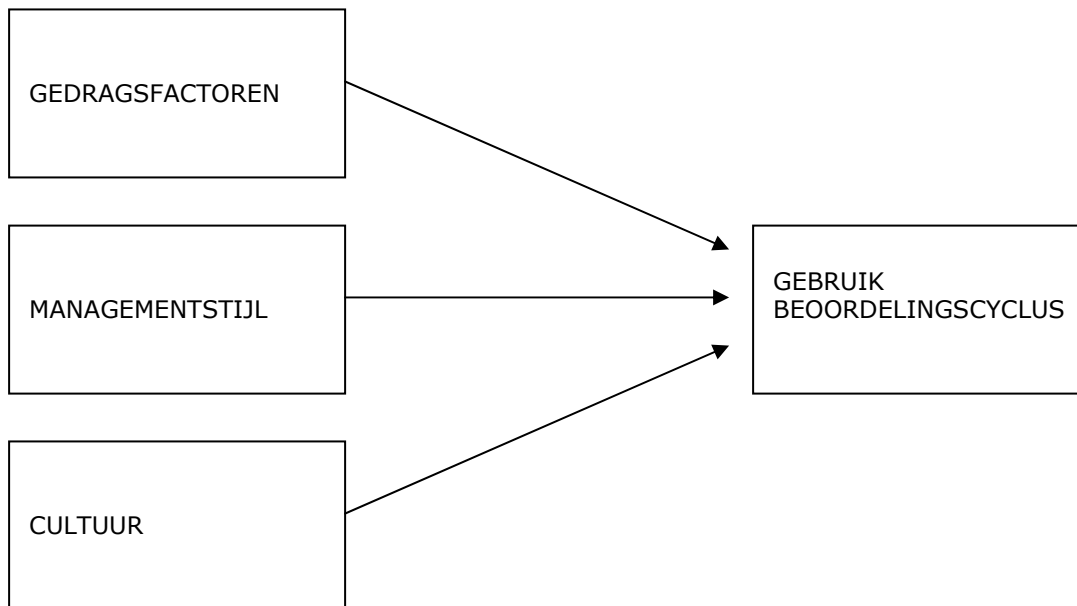 GEDRAGSFACTOREN
MANAGEMENTSTIJL
GEBRUIK
BEOORDELINGSCYCLUS
CULTUUR